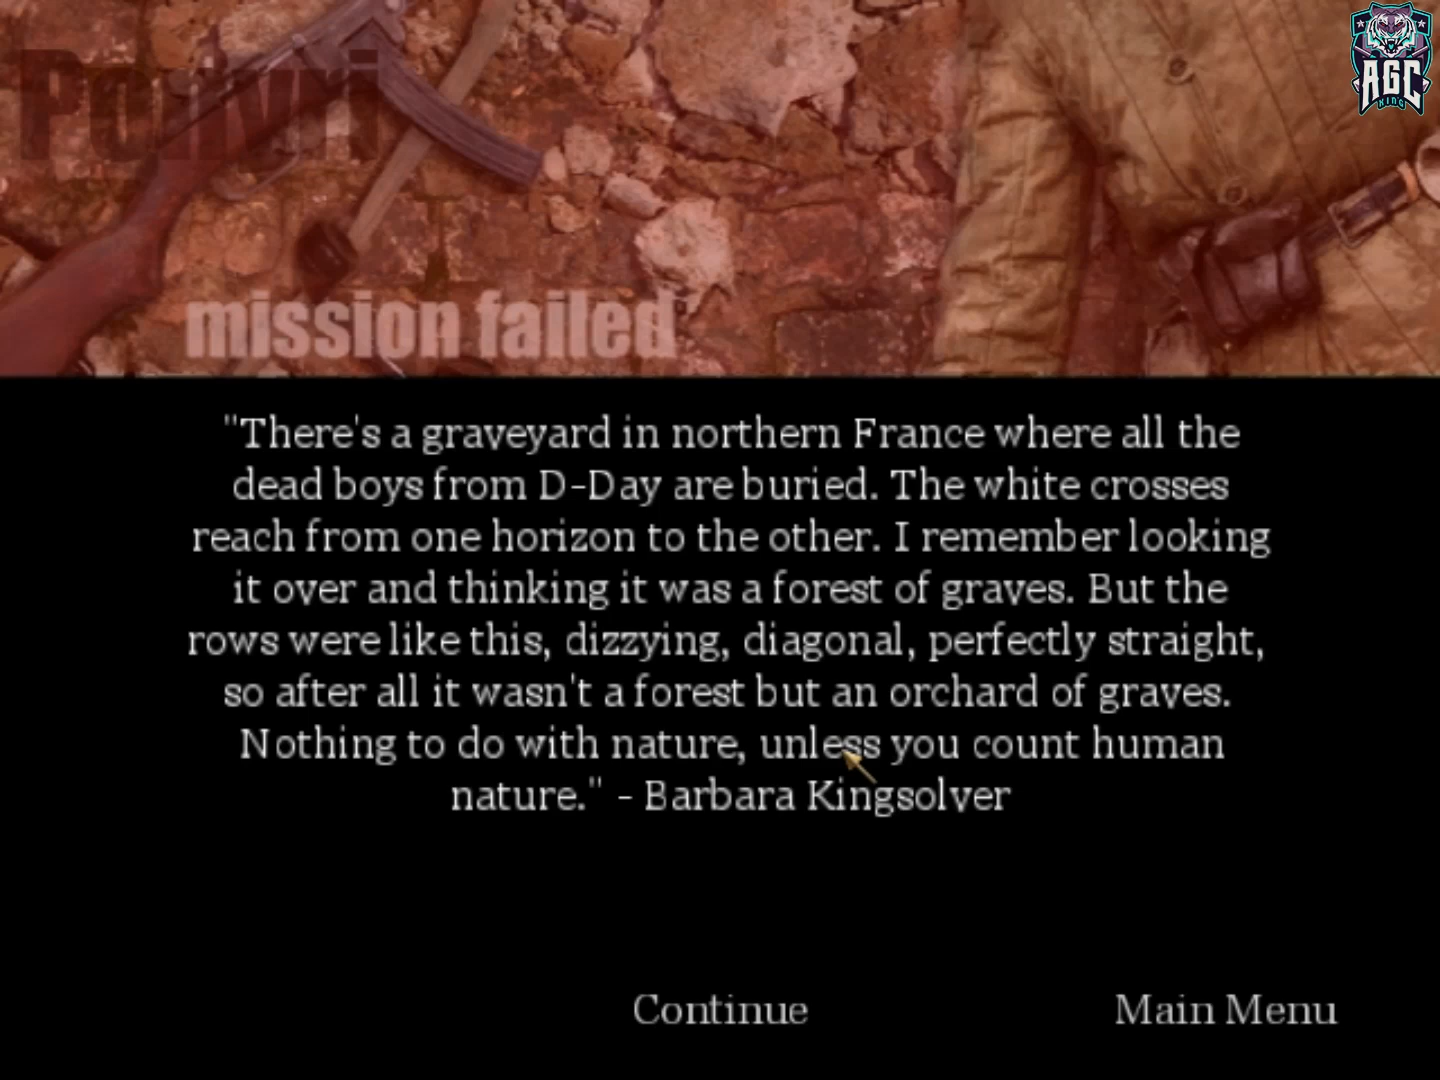 AGC
KING
Ponyri
mission failed
"There's a graveyard in northern France where all the
dead boys from D-Day are buried. The white crosses
reach from one horizon to the other. I remember looking
it over and thinking it was a forest of graves. But the
rows were like this, dizzying, diagonal, perfectly straight,
so after all it wasn't a forest but an orchard of graves.
Nothing to do with nature, unless you count human
nature." - Barbara Kingsolver
Continue
Main Menu